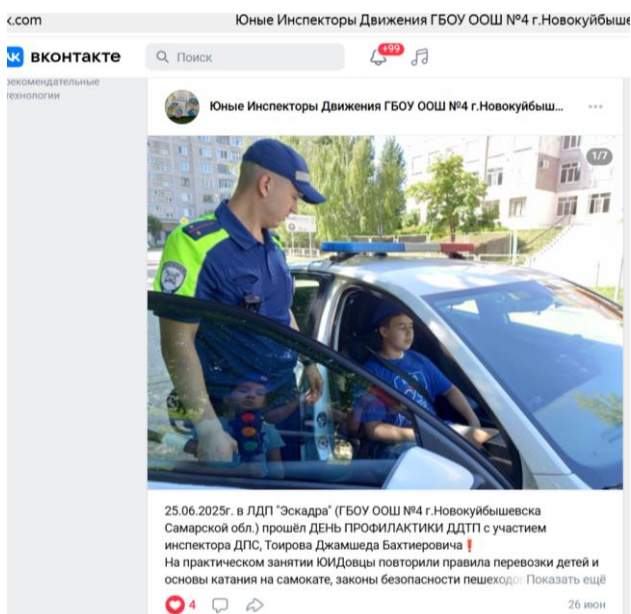 k.com Юные Инспекторы Движения ГБОУ ООШ №4 г.Новокуйбыше
вконтакте Поиск +99
рекомендательные
технологии
Юные Инспекторы Движения ГБОУ ООШ №4 г.Новокуйбыш... ...
1/7
25.06.2025г. в ЛДП "Эскадра" (ГБОУ ООШ №4 г.Новокуйбышевска
Самарской обл.) прошёл ДЕНЬ ПРОФИЛАКТИКИ ДДТП с участием
инспектора ДПС, Тоирова Джамшеда Бахтиеровича❗
На практическом занятии ЮИДовцы повторили правила перевозки детей и
основы катания на самокате, законы безопасности пешеходо Показать ещё
4 26 июн